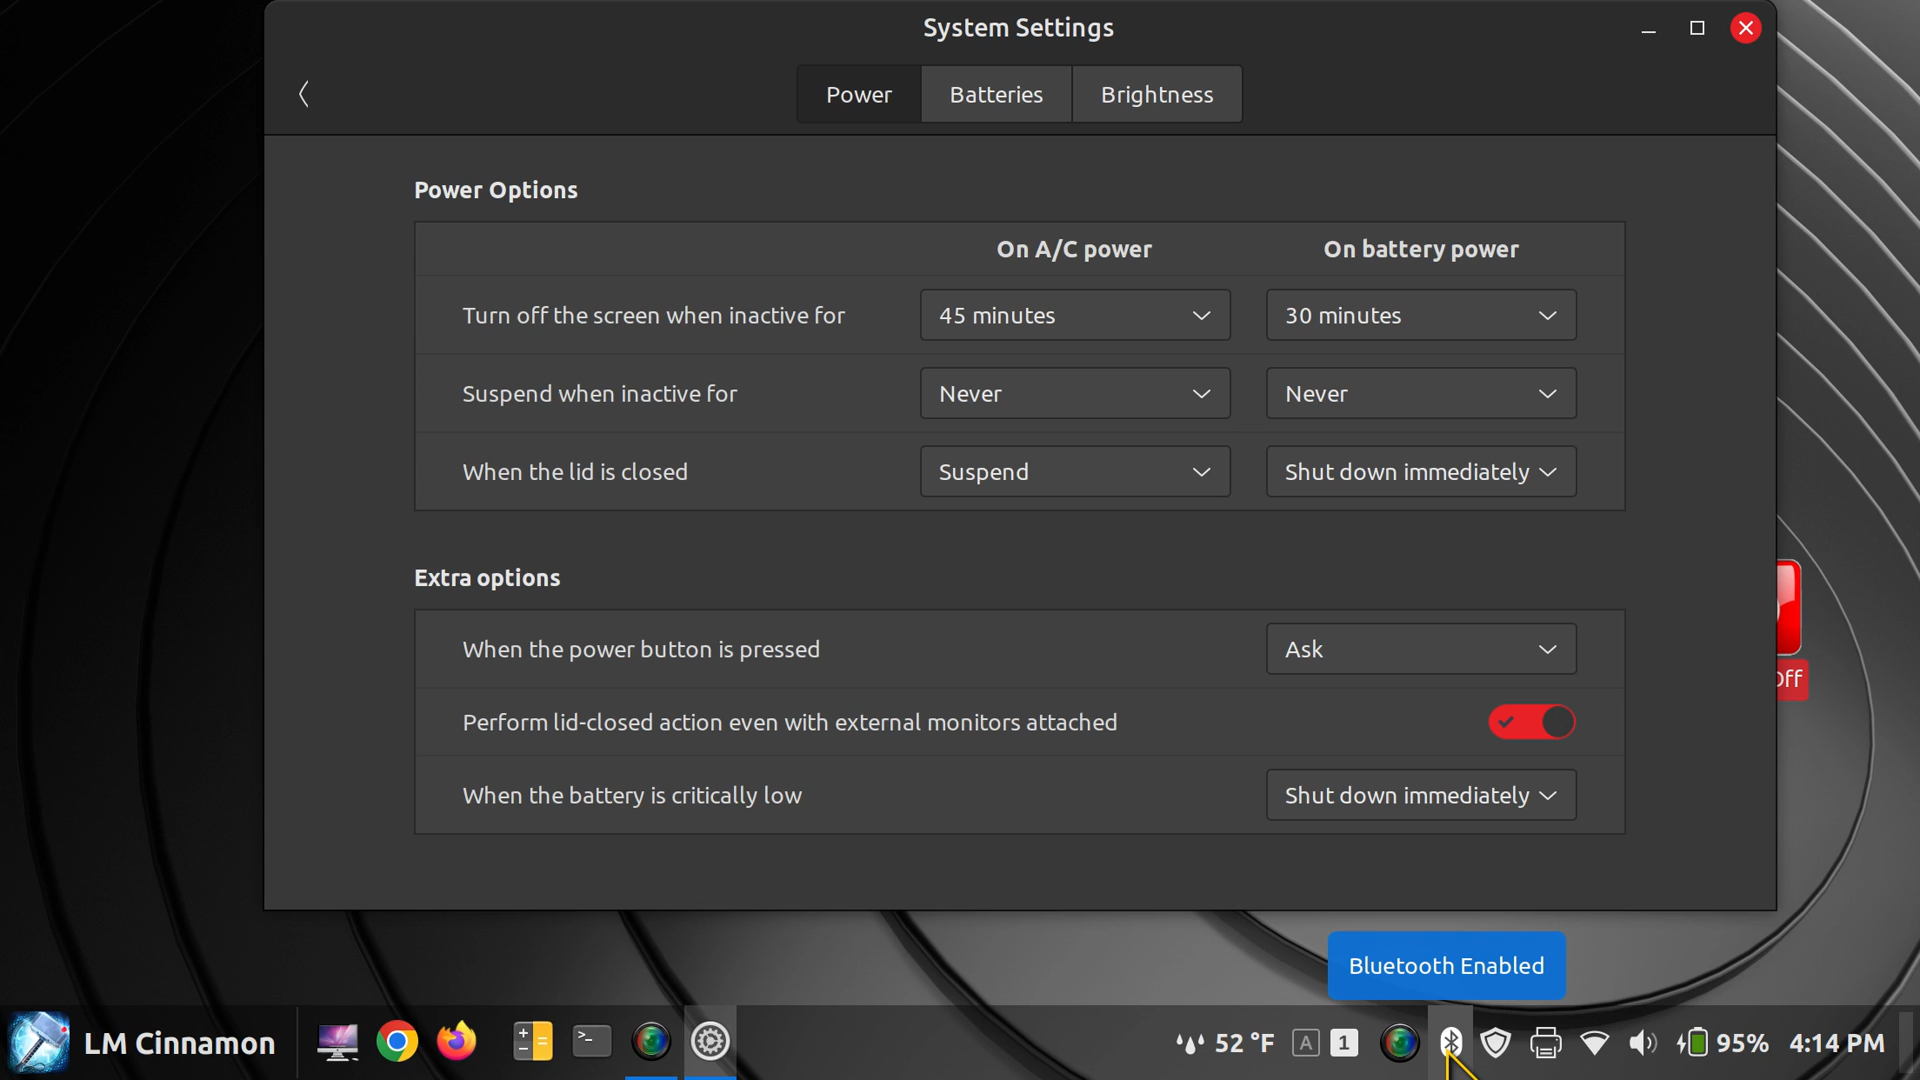 System Settings
Power
Batteries
Brightness
Power Options
On A/C power
On battery power
Turn off the screen when inactive for
45 minutes
30 minutes
Suspend when inactive for
Never
Never
When the lid is closed
Suspend
Shut down immediately
Extra options
When the power button is pressed
Ask
Off
Perform lid-closed action even with external monitors attached
When the battery is critically low
Shut down immediately
Bluetooth Enabled
LM Cinnamon
52 °F
A
1
95%
4:14 PM